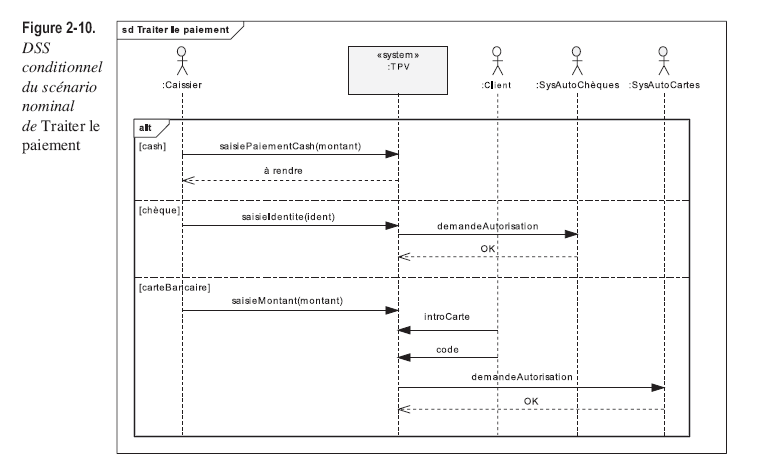 Figure 2-10.
DSS
conditionnel
du scénario
nominal
de Traiter le
paiement
sd Traiter le paiement
:Caissier
«system»
:TPV
:Client
:SysAutoChèques
:SysAutoCartes
alt
[cash]
saisiePaiementCash(montant)
à rendre
[chèque]
saisieIdentite(ident)
demandeAutorisation
OK
[carteBancaire]
saisieMontant(montant)
introCarte
code
demandeAutorisation
OK